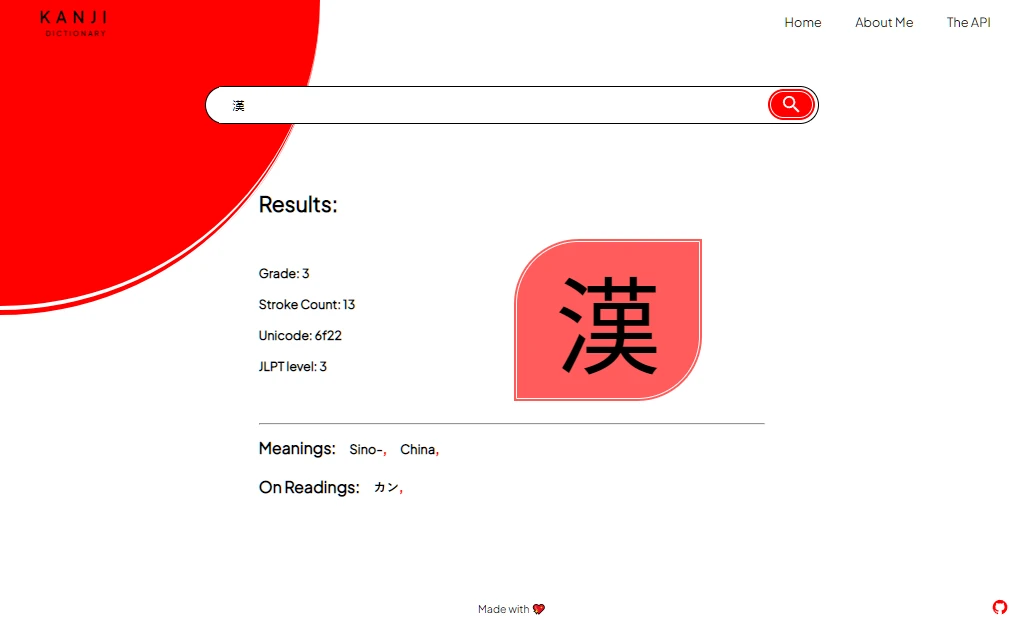 KANJI
DICTIONARY
Home About Me The API
漢
Results:
Grade: 3
Stroke Count: 13
Unicode: 6f22
JLPT level: 3
漢
Meanings: Sino-, China,
On Readings: カン,
Made with